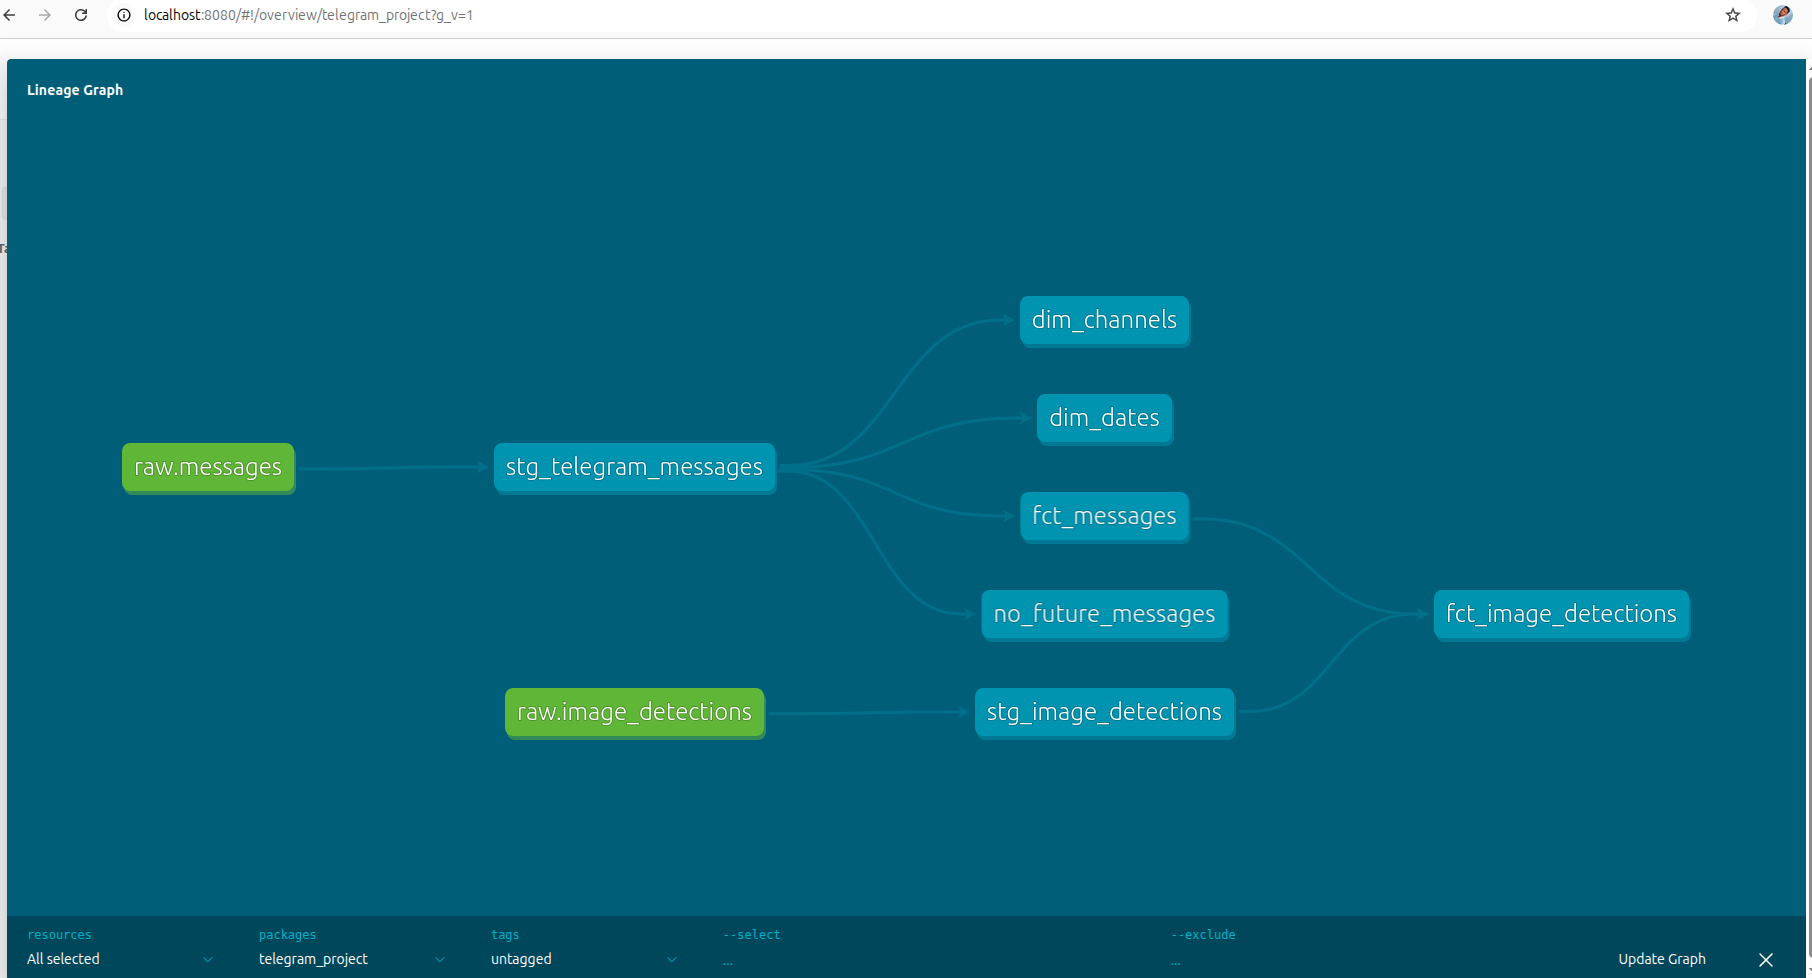 localhost:8080/#!/overview/telegram_project?g_v=1
Lineage Graph
dim_channels
dim_dates
raw.messages
stg_telegram_messages
fct_messages
no_future_messages
fct_image_detections
raw.image_detections
stg_image_detections
resources
All selected
packages
telegram_project
tags
untagged
--select
...
--exclude
...
Update Graph